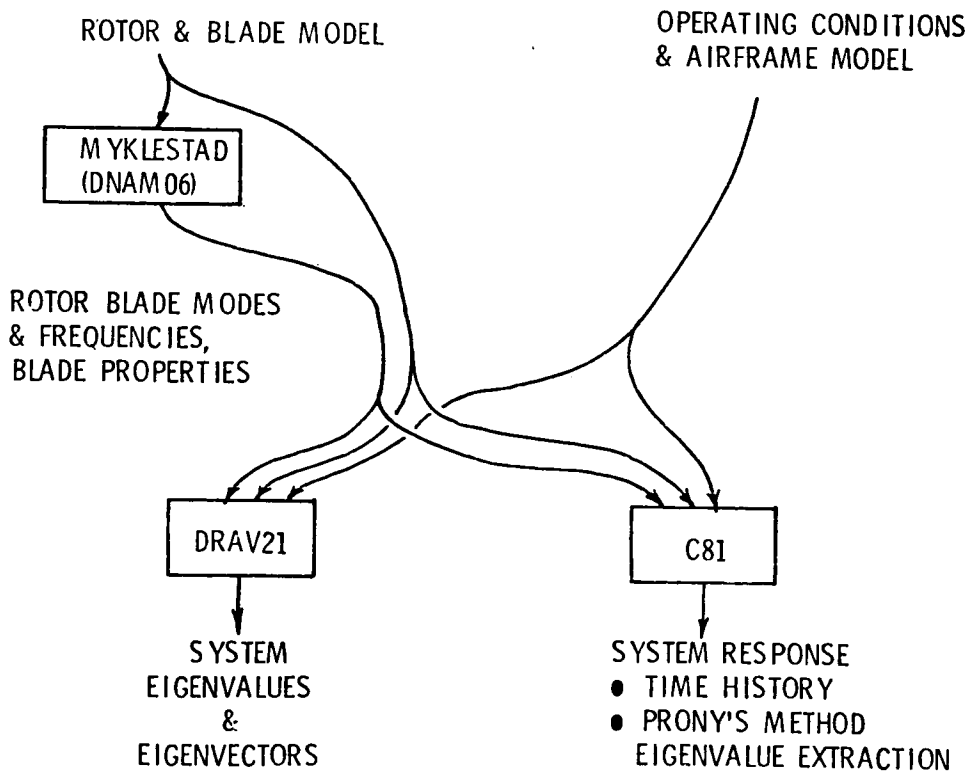 ROTOR & BLADE MODEL
OPERATING CONDITIONS
& AIRFRAME MODEL
MYKLESTAD
(DNAM06)
ROTOR BLADE MODES
& FREQUENCIES,
BLADE PROPERTIES
DRAV21
C81
SYSTEM
EIGENVALUES
&
EIGENVECTORS
SYSTEM RESPONSE
● TIME HISTORY
● PRONY'S METHOD
EIGENVALUE EXTRACTION